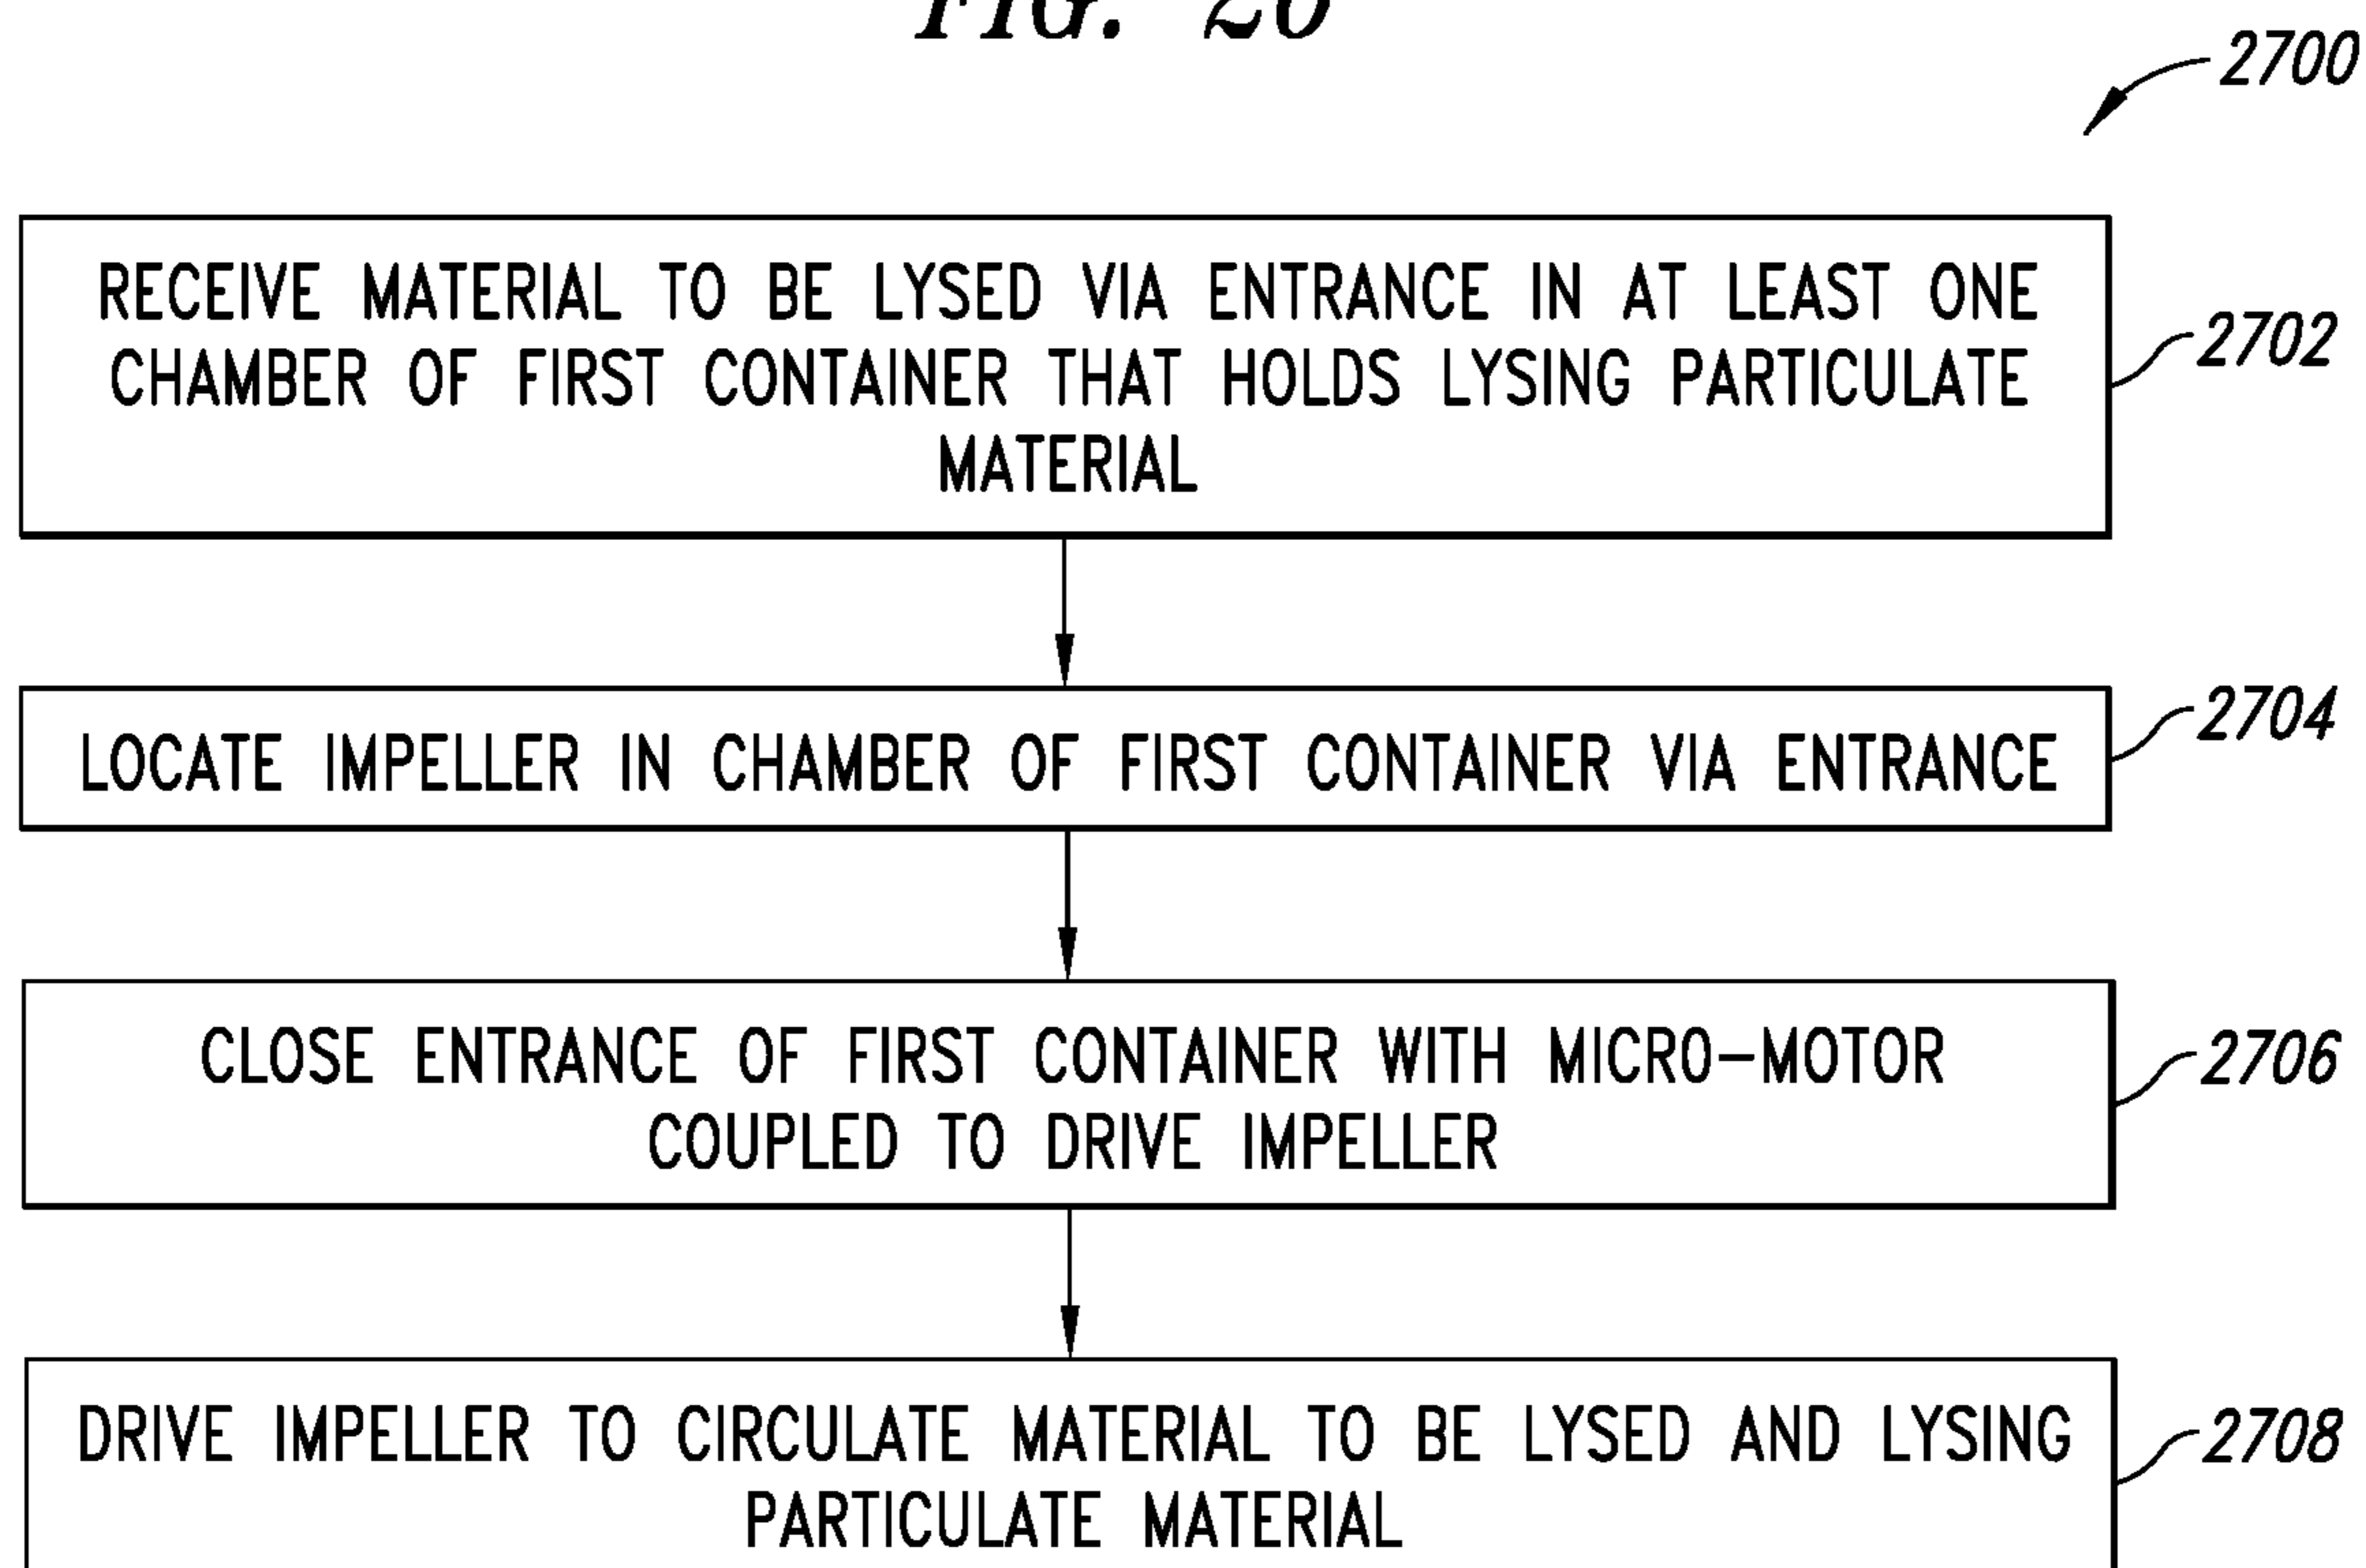 FIG. 26
2700
RECEIVE MATERIAL TO BE LYSED VIA ENTRANCE IN AT LEAST ONE
CHAMBER OF FIRST CONTAINER THAT HOLDS LYSING PARTICULATE
MATERIAL
2702
LOCATE IMPELLER IN CHAMBER OF FIRST CONTAINER VIA ENTRANCE
2704
CLOSE ENTRANCE OF FIRST CONTAINER WITH MICRO-MOTOR
COUPLED TO DRIVE IMPELLER
2706
DRIVE IMPELLER TO CIRCULATE MATERIAL TO BE LYSED AND LYSING
PARTICULATE MATERIAL
2708